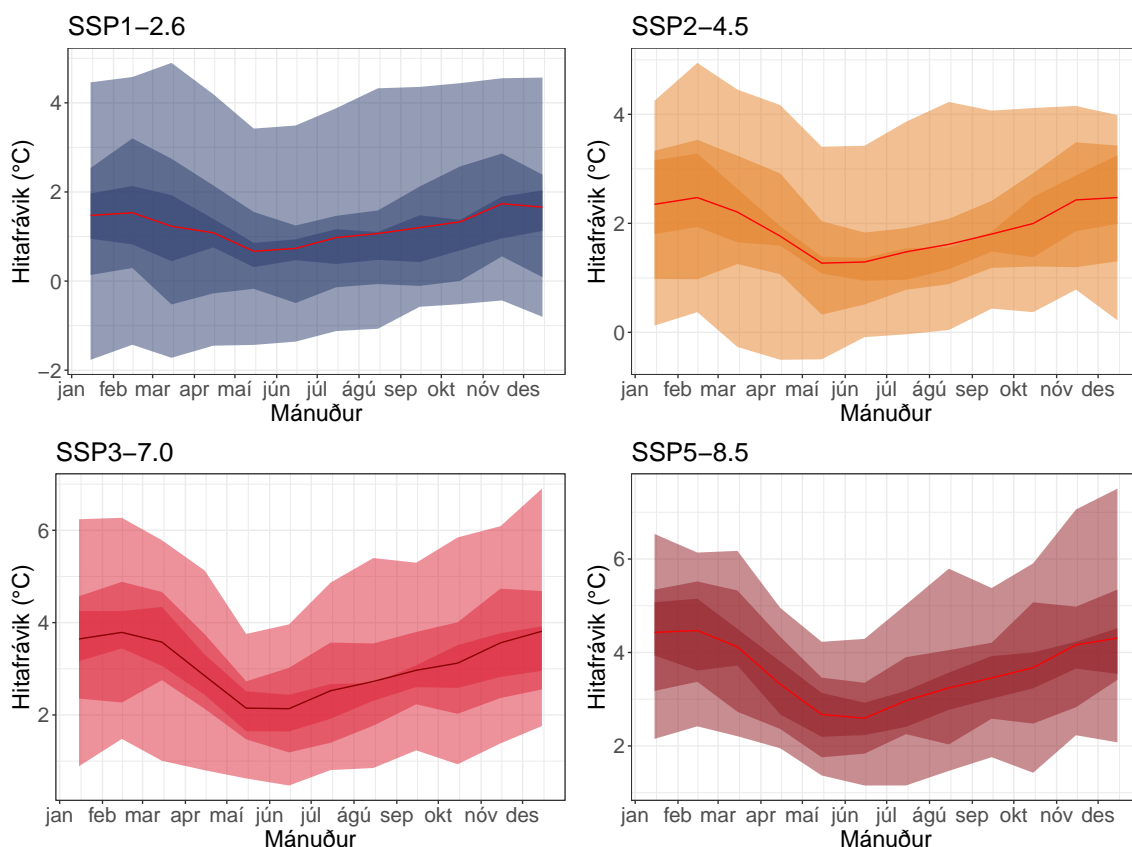 SSP1−2.6
Hitafrávik (°C)
4
2
0
−2
jan feb mar apr maí jún júl ágú sep okt nóv des
Mánuður
SSP2−4.5
Hitafrávik (°C)
4
2
0
jan feb mar apr maí jún júl ágú sep okt nóv des
Mánuður
SSP3−7.0
Hitafrávik (°C)
6
4
2
jan feb mar apr maí jún júl ágú sep okt nóv des
Mánuður
SSP5−8.5
Hitafrávik (°C)
6
4
2
jan feb mar apr maí jún júl ágú sep okt nóv des
Mánuður